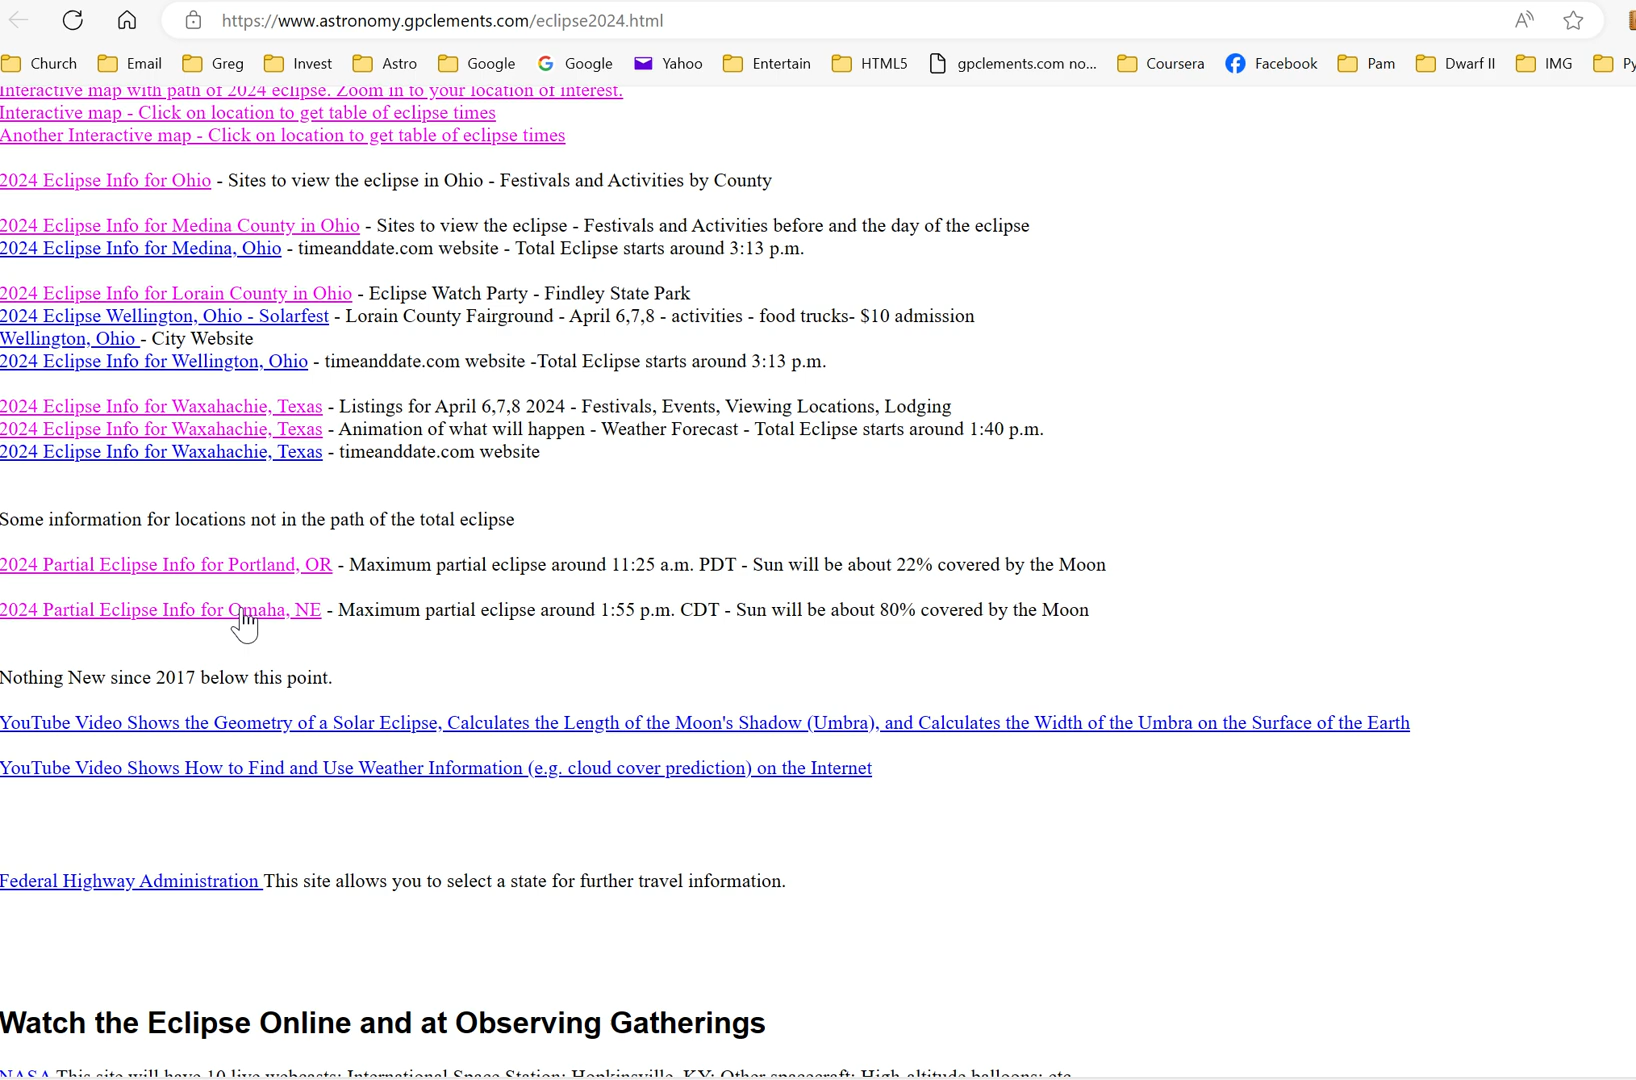 https://www.astronomy.gpclements.com/eclipse2024.html
Church Email Greg Invest Astro Google Google Yahoo Entertain HTML5 gpclements.com no... Coursera Facebook Pam Dwarf II IMG Py
Interactive map with path of 2024 eclipse. Zoom in to your location of interest.
Interactive map - Click on location to get table of eclipse times
Another Interactive map - Click on location to get table of eclipse times
2024 Eclipse Info for Ohio - Sites to view the eclipse in Ohio - Festivals and Activities by County
2024 Eclipse Info for Medina County in Ohio - Sites to view the eclipse - Festivals and Activities before and the day of the eclipse
2024 Eclipse Info for Medina, Ohio - timeanddate.com website - Total Eclipse starts around 3:13 p.m.
2024 Eclipse Info for Lorain County in Ohio - Eclipse Watch Party - Findley State Park
2024 Eclipse Wellington, Ohio - Solarfest - Lorain County Fairground - April 6,7,8 - activities - food trucks- $10 admission
Wellington, Ohio - City Website
2024 Eclipse Info for Wellington, Ohio - timeanddate.com website -Total Eclipse starts around 3:13 p.m.
2024 Eclipse Info for Waxahachie, Texas - Listings for April 6,7,8 2024 - Festivals, Events, Viewing Locations, Lodging
2024 Eclipse Info for Waxahachie, Texas - Animation of what will happen - Weather Forecast - Total Eclipse starts around 1:40 p.m.
2024 Eclipse Info for Waxahachie, Texas - timeanddate.com website
Some information for locations not in the path of the total eclipse
2024 Partial Eclipse Info for Portland, OR - Maximum partial eclipse around 11:25 a.m. PDT - Sun will be about 22% covered by the Moon
2024 Partial Eclipse Info for Omaha, NE - Maximum partial eclipse around 1:55 p.m. CDT - Sun will be about 80% covered by the Moon
Nothing New since 2017 below this point.
YouTube Video Shows the Geometry of a Solar Eclipse, Calculates the Length of the Moon's Shadow (Umbra), and Calculates the Width of the Umbra on the Surface of the Earth
YouTube Video Shows How to Find and Use Weather Information (e.g. cloud cover prediction) on the Internet
Federal Highway Administration This site allows you to select a state for further travel information.
Watch the Eclipse Online and at Observing Gatherings
NASA This site will have 10 live webcasts: International Space Station; Hopkinsville, KY; Other spacecraft; High-altitude balloons; etc